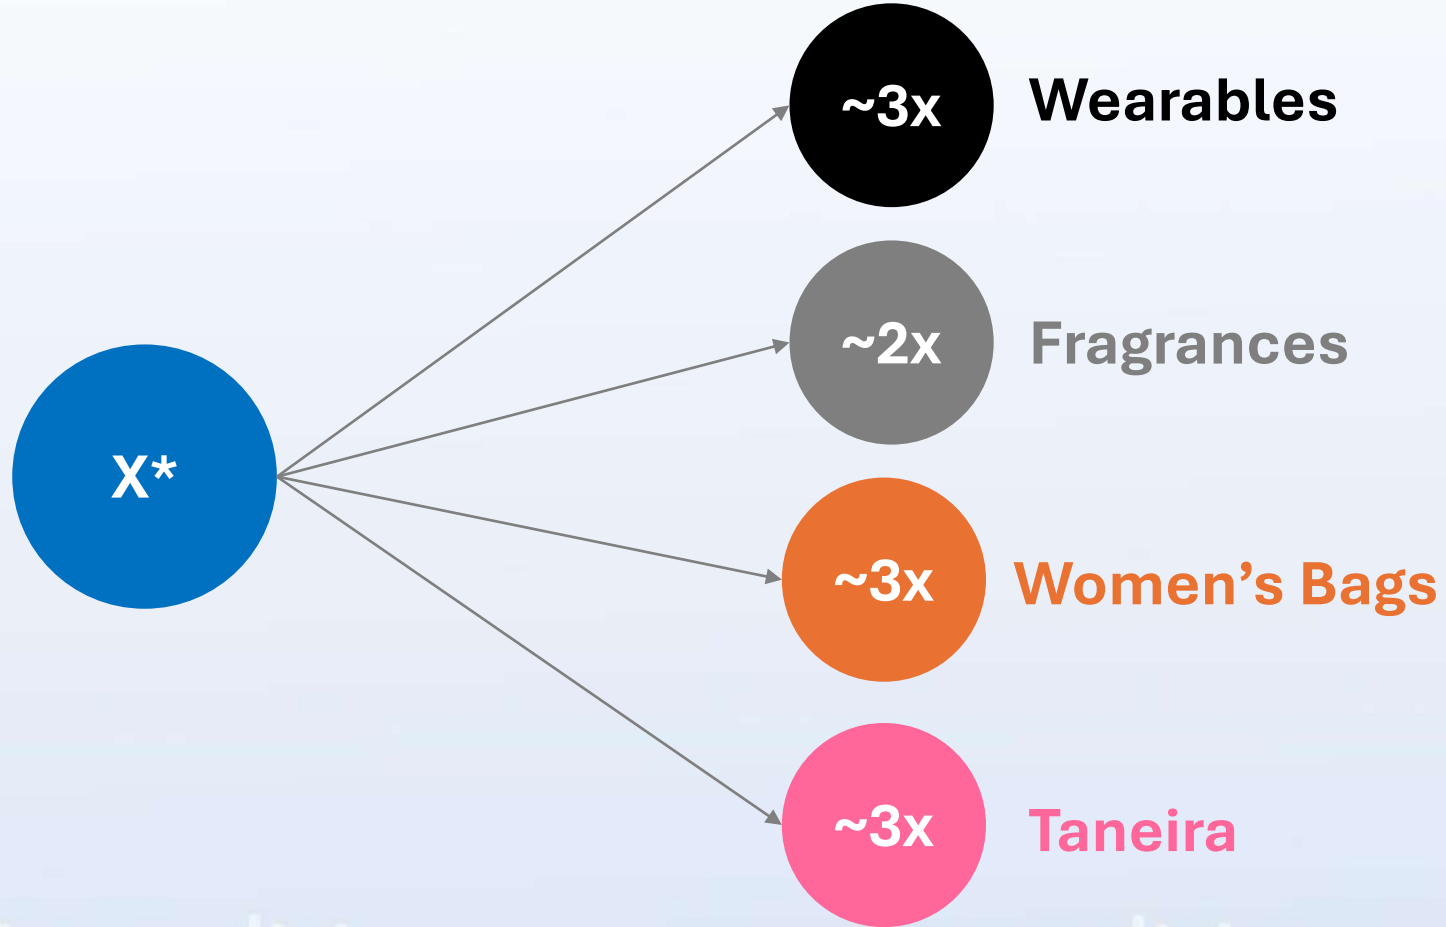 ~3x Wearables
~2x Fragrances
X*
~3x Women’s Bags
~3x Taneira